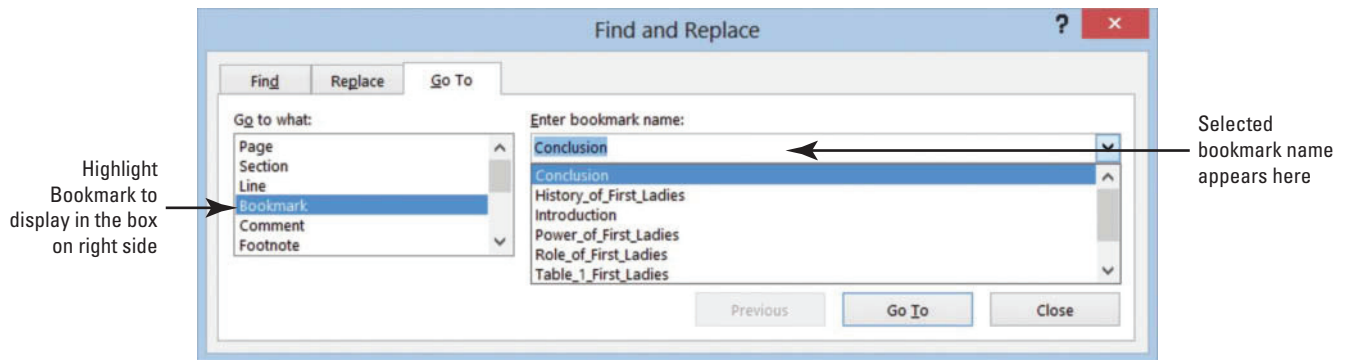 Find and Replace
?
×
Find
Replace
Go To
Go to what:
Page
Section
Line
Bookmark
Comment
Footnote
Enter bookmark name:
Conclusion
Conclusion
History_of_First_Ladies
Introduction
Power_of_First_Ladies
Role_of_First_Ladies
Table_1_First_Ladies
Previous
Go To
Close
Highlight
Bookmark to
display in the box
on right side
Selected
bookmark name
appears here